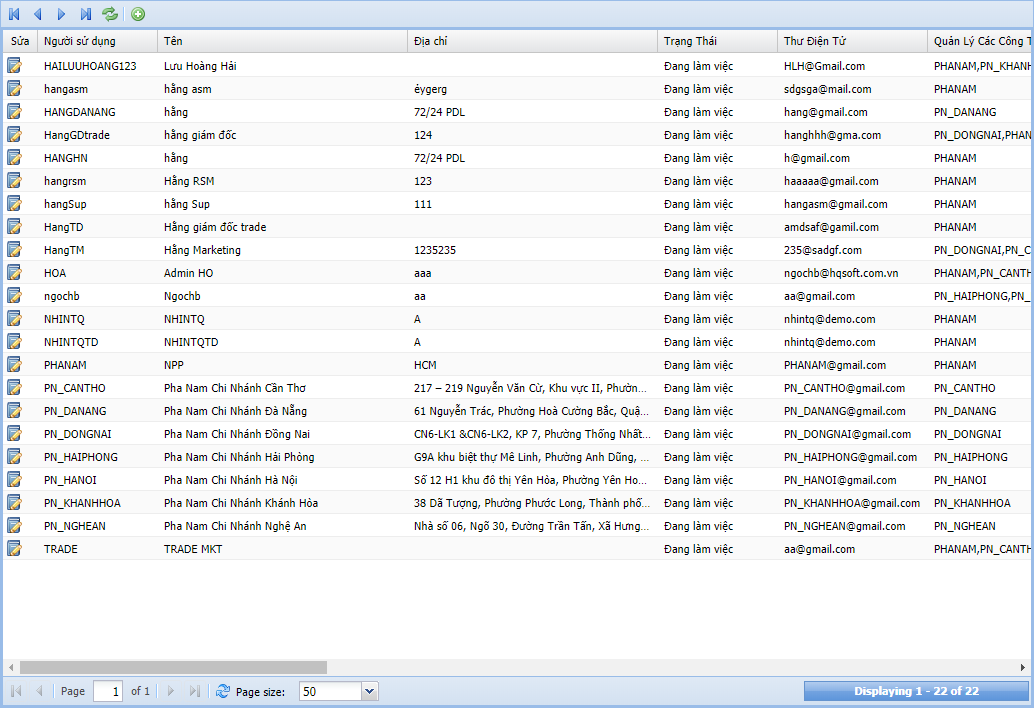 Sửa Người sử dụng Tên Địa chỉ Trạng Thái Thư Điện Tử Quản Lý Các Công T
HAILUUHOANG123 Lưu Hoàng Hải Đang làm việc HLH@Gmail.com PHANAM,PN_KHANH
hangasm hằng asm éygerg Đang làm việc sdgsga@mail.com PHANAM
HANGDANANG hằng 72/24 PDL Đang làm việc hang@gmail.com PN_DANANG
HangGDtrade hằng giám đốc 124 Đang làm việc hanghhh@gma.com PN_DONGNAI,PHAN
HANGHN hằng 72/24 PDL Đang làm việc h@gmail.com PHANAM
hangrsm Hằng RSM 123 Đang làm việc haaaaa@gmail.com PHANAM
hangSup hằng Sup 111 Đang làm việc hangasm@gmail.com PHANAM
HangTD Hằng giám đốc trade Đang làm việc amdsaf@gamil.com PHANAM
HangTM Hằng Marketing 1235235 Đang làm việc 235@sadgf.com PN_DONGNAI,PN_C
HOA Admin HO aaa Đang làm việc ngochb@hqsoft.com.vn PHANAM,PN_CANTH
ngochb Ngochb aa Đang làm việc aa@gmail.com PN_HAIPHONG,PN_
NHINTQ NHINTQ A Đang làm việc nhintq@demo.com PHANAM
NHINTQTD NHINTQTD A Đang làm việc nhintq@demo.com PHANAM
PHANAM NPP HCM Đang làm việc PHANAM@gmail.com PHANAM
PN_CANTHO Pha Nam Chi Nhánh Cần Thơ 217 – 219 Nguyễn Văn Cừ, Khu vực II, Phườn... Đang làm việc PN_CANTHO@gmail.com PN_CANTHO
PN_DANANG Pha Nam Chi Nhánh Đà Nẵng 61 Nguyễn Trác, Phường Hoà Cường Bắc, Quậ... Đang làm việc PN_DANANG@gmail.com PN_DANANG
PN_DONGNAI Pha Nam Chi Nhánh Đồng Nai CN6-LK1 &CN6-LK2, KP 7, Phường Thống Nhất... Đang làm việc PN_DONGNAI@gmail.com PN_DONGNAI
PN_HAIPHONG Pha Nam Chi Nhánh Hải Phòng G9A khu biệt thự Mê Linh, Phường Anh Dũng, ... Đang làm việc PN_HAIPHONG@gmail.com PN_HAIPHONG
PN_HANOI Pha Nam Chi Nhánh Hà Nội Số 12 H1 khu đô thị Yên Hòa, Phường Yên Ho... Đang làm việc PN_HANOI@gmail.com PN_HANOI
PN_KHANHHOA Pha Nam Chi Nhánh Khánh Hòa 38 Dã Tượng, Phường Phước Long, Thành phố... Đang làm việc PN_KHANHHOA@gmail.com PN_KHANHHOA
PN_NGHEAN Pha Nam Chi Nhánh Nghệ An Nhà số 06, Ngõ 30, Đường Trần Tấn, Xã Hưng... Đang làm việc PN_NGHEAN@gmail.com PN_NGHEAN
TRADE TRADE MKT Đang làm việc aa@gmail.com PHANAM,PN_CANTH
Page 1 of 1 Page size: 50 Displaying 1 - 22 of 22